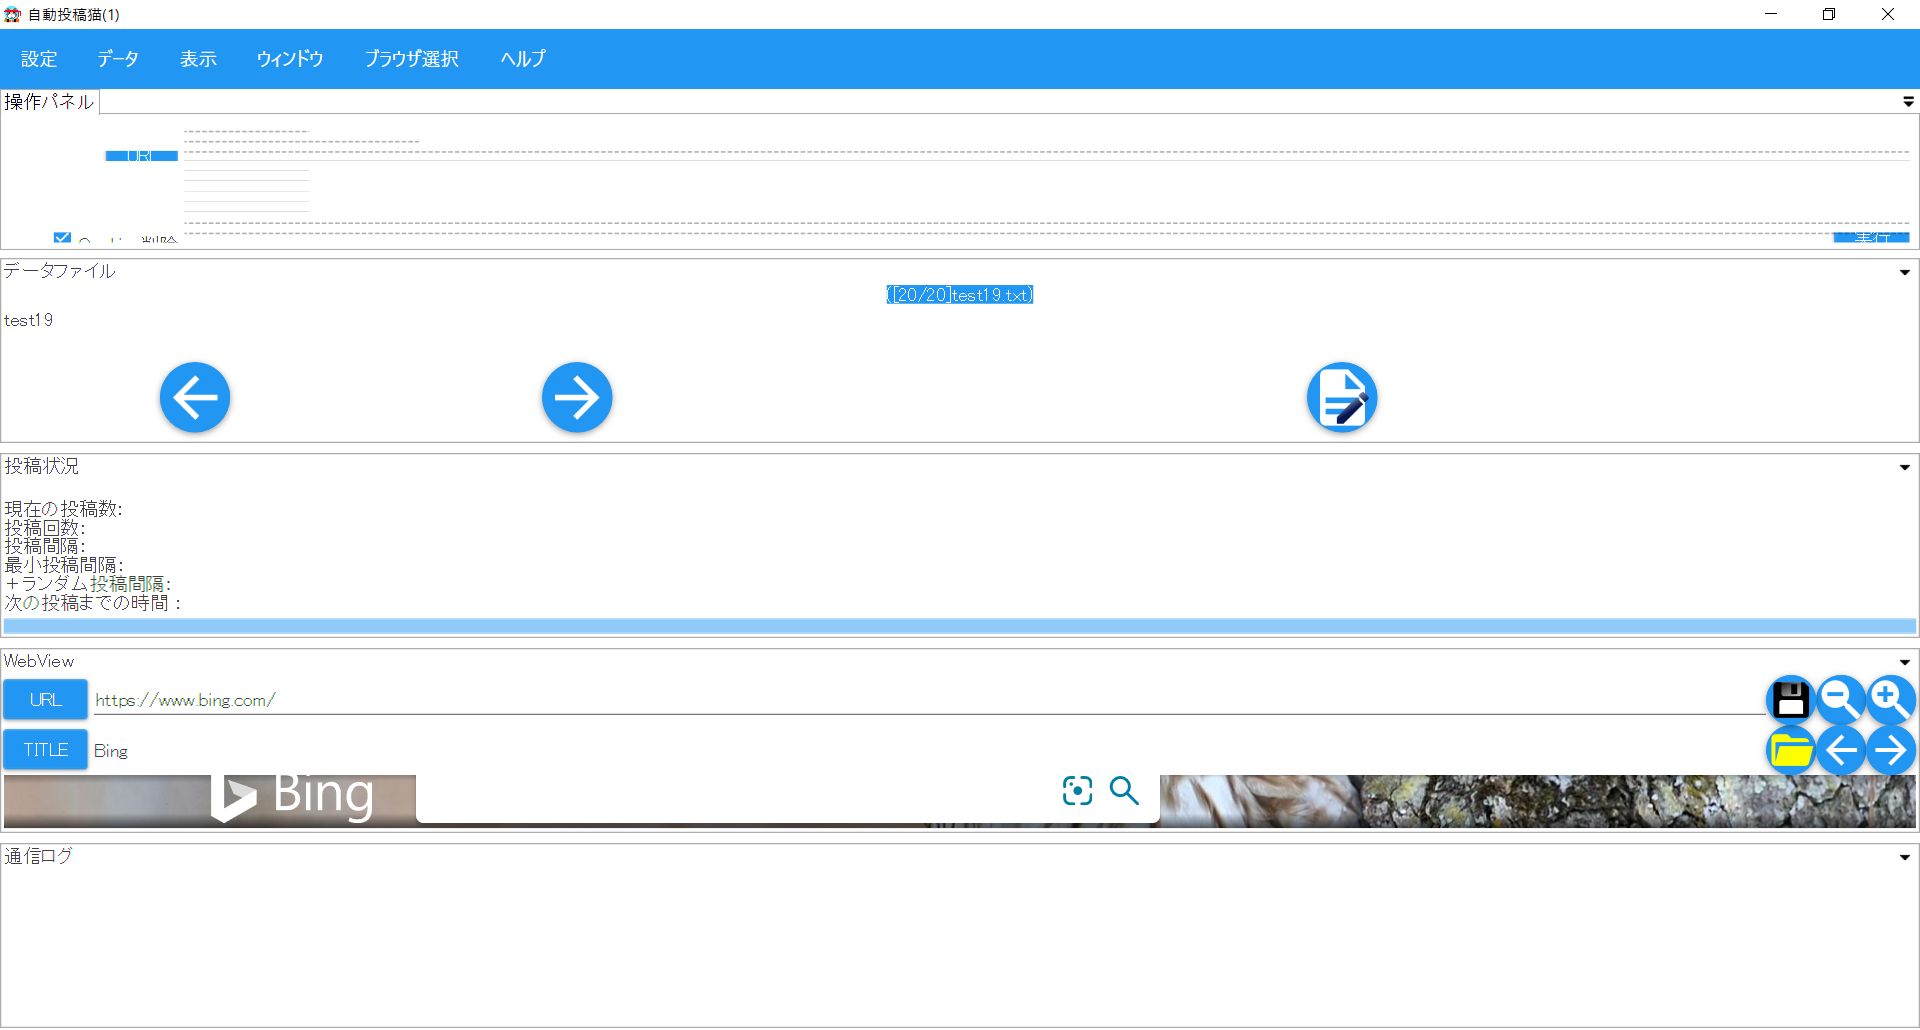 自動投稿猫(1)
設定 データ 表示 ウィンドウ ブラウザ選択 ヘルプ
操作パネル
URL
削除
実行
データファイル
([20/20]test19.txt)
test19
投稿状況
現在の投稿数:
投稿回数:
投稿間隔:
最小投稿間隔:
＋ランダム投稿間隔:
次の投稿までの時間 :
WebView
URL https://www.bing.com/
TITLE Bing
Bing
通信ログ